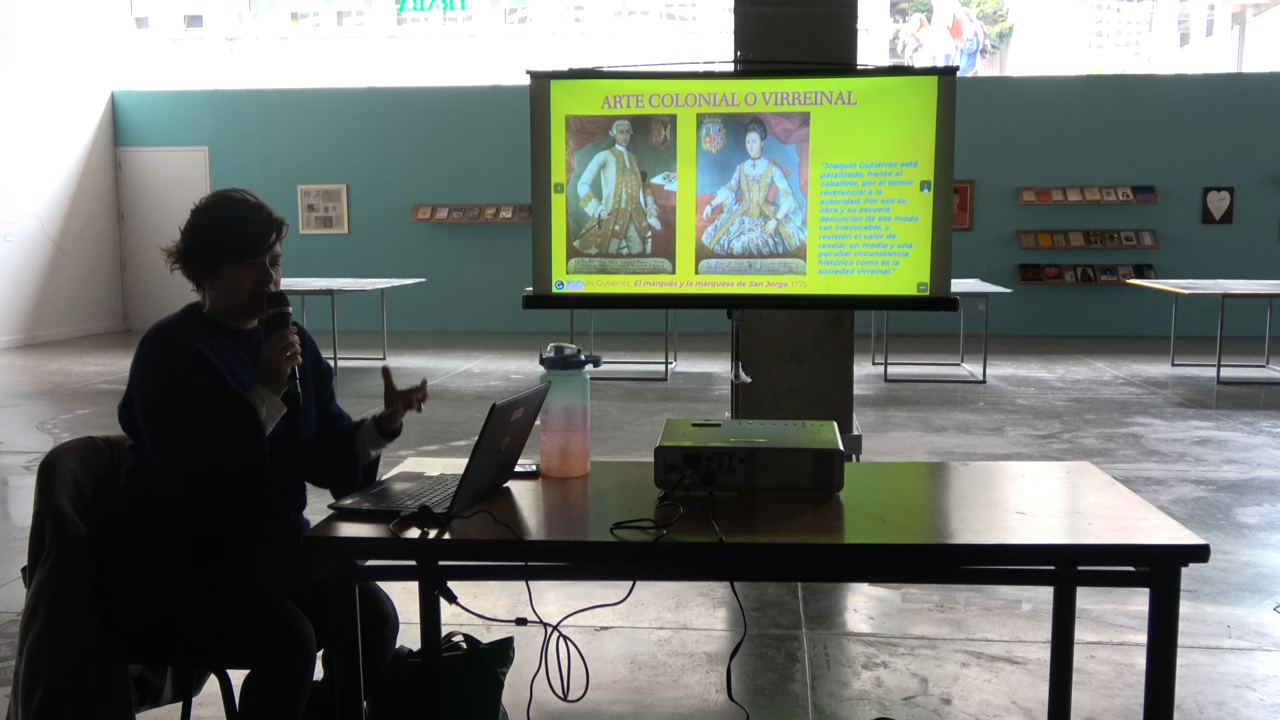 ARTE COLONIAL O VIRREINAL
"Joaquín Gutiérrez está
paralizado, frente al
caballete, por el temor
reverencial a la
autoridad. Por eso su
obra y su escuela
denuncian de ese modo
tan irrevocable, y
revisten el valor de
revelar un medio y una
peculiar circunstancia
histórica como es la
sociedad virreinal."
Gutierrez, El marqués y la marquesa de San Jorge. 1775